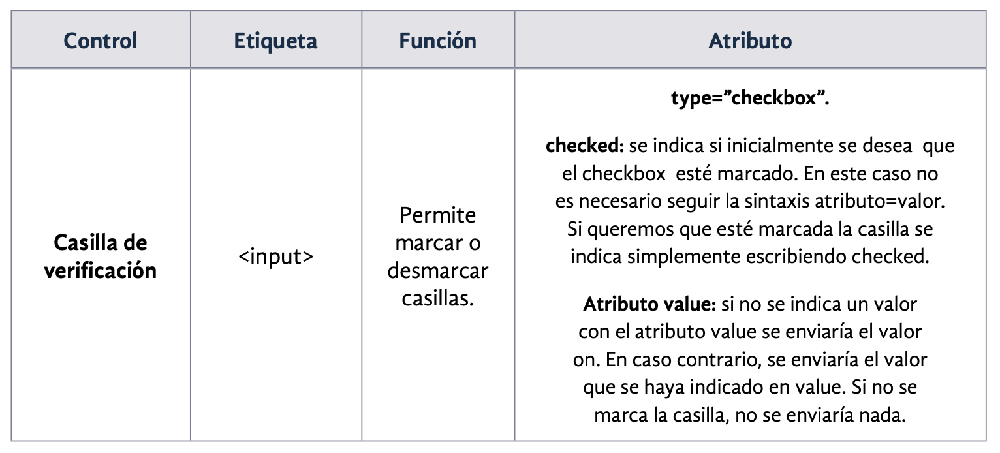 Control
Etiqueta
Función
Atributo
Casilla de
verificación
<input>
Permite
marcar o
desmarcar
casillas.
type=”checkbox”.
checked: se indica si inicialmente se desea  que
el checkbox  esté marcado. En este caso no
es necesario seguir la sintaxis atributo=valor.
Si queremos que esté marcada la casilla se
indica simplemente escribiendo checked.
Atributo value: si no se indica un valor
con el atributo value se enviaría el valor
on. En caso contrario, se enviaría el valor
que se haya indicado en value. Si no se
marca la casilla, no se enviaría nada.